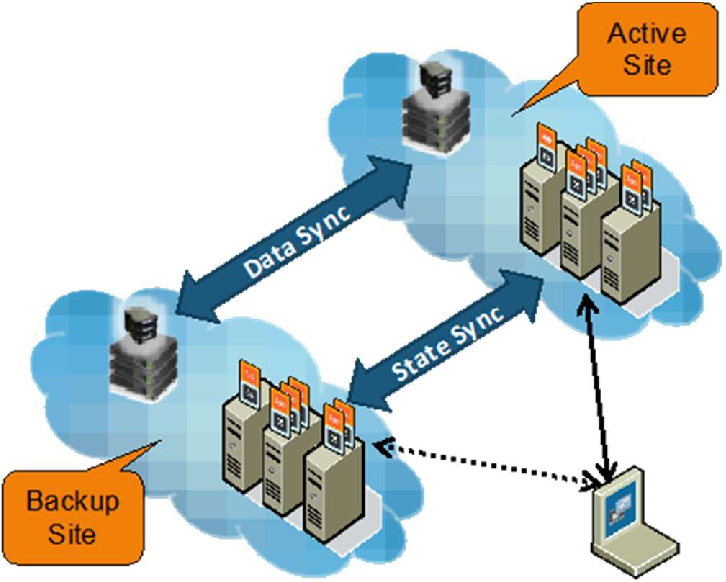 Active
Site
Data Sync
State Sync
Backup
Site